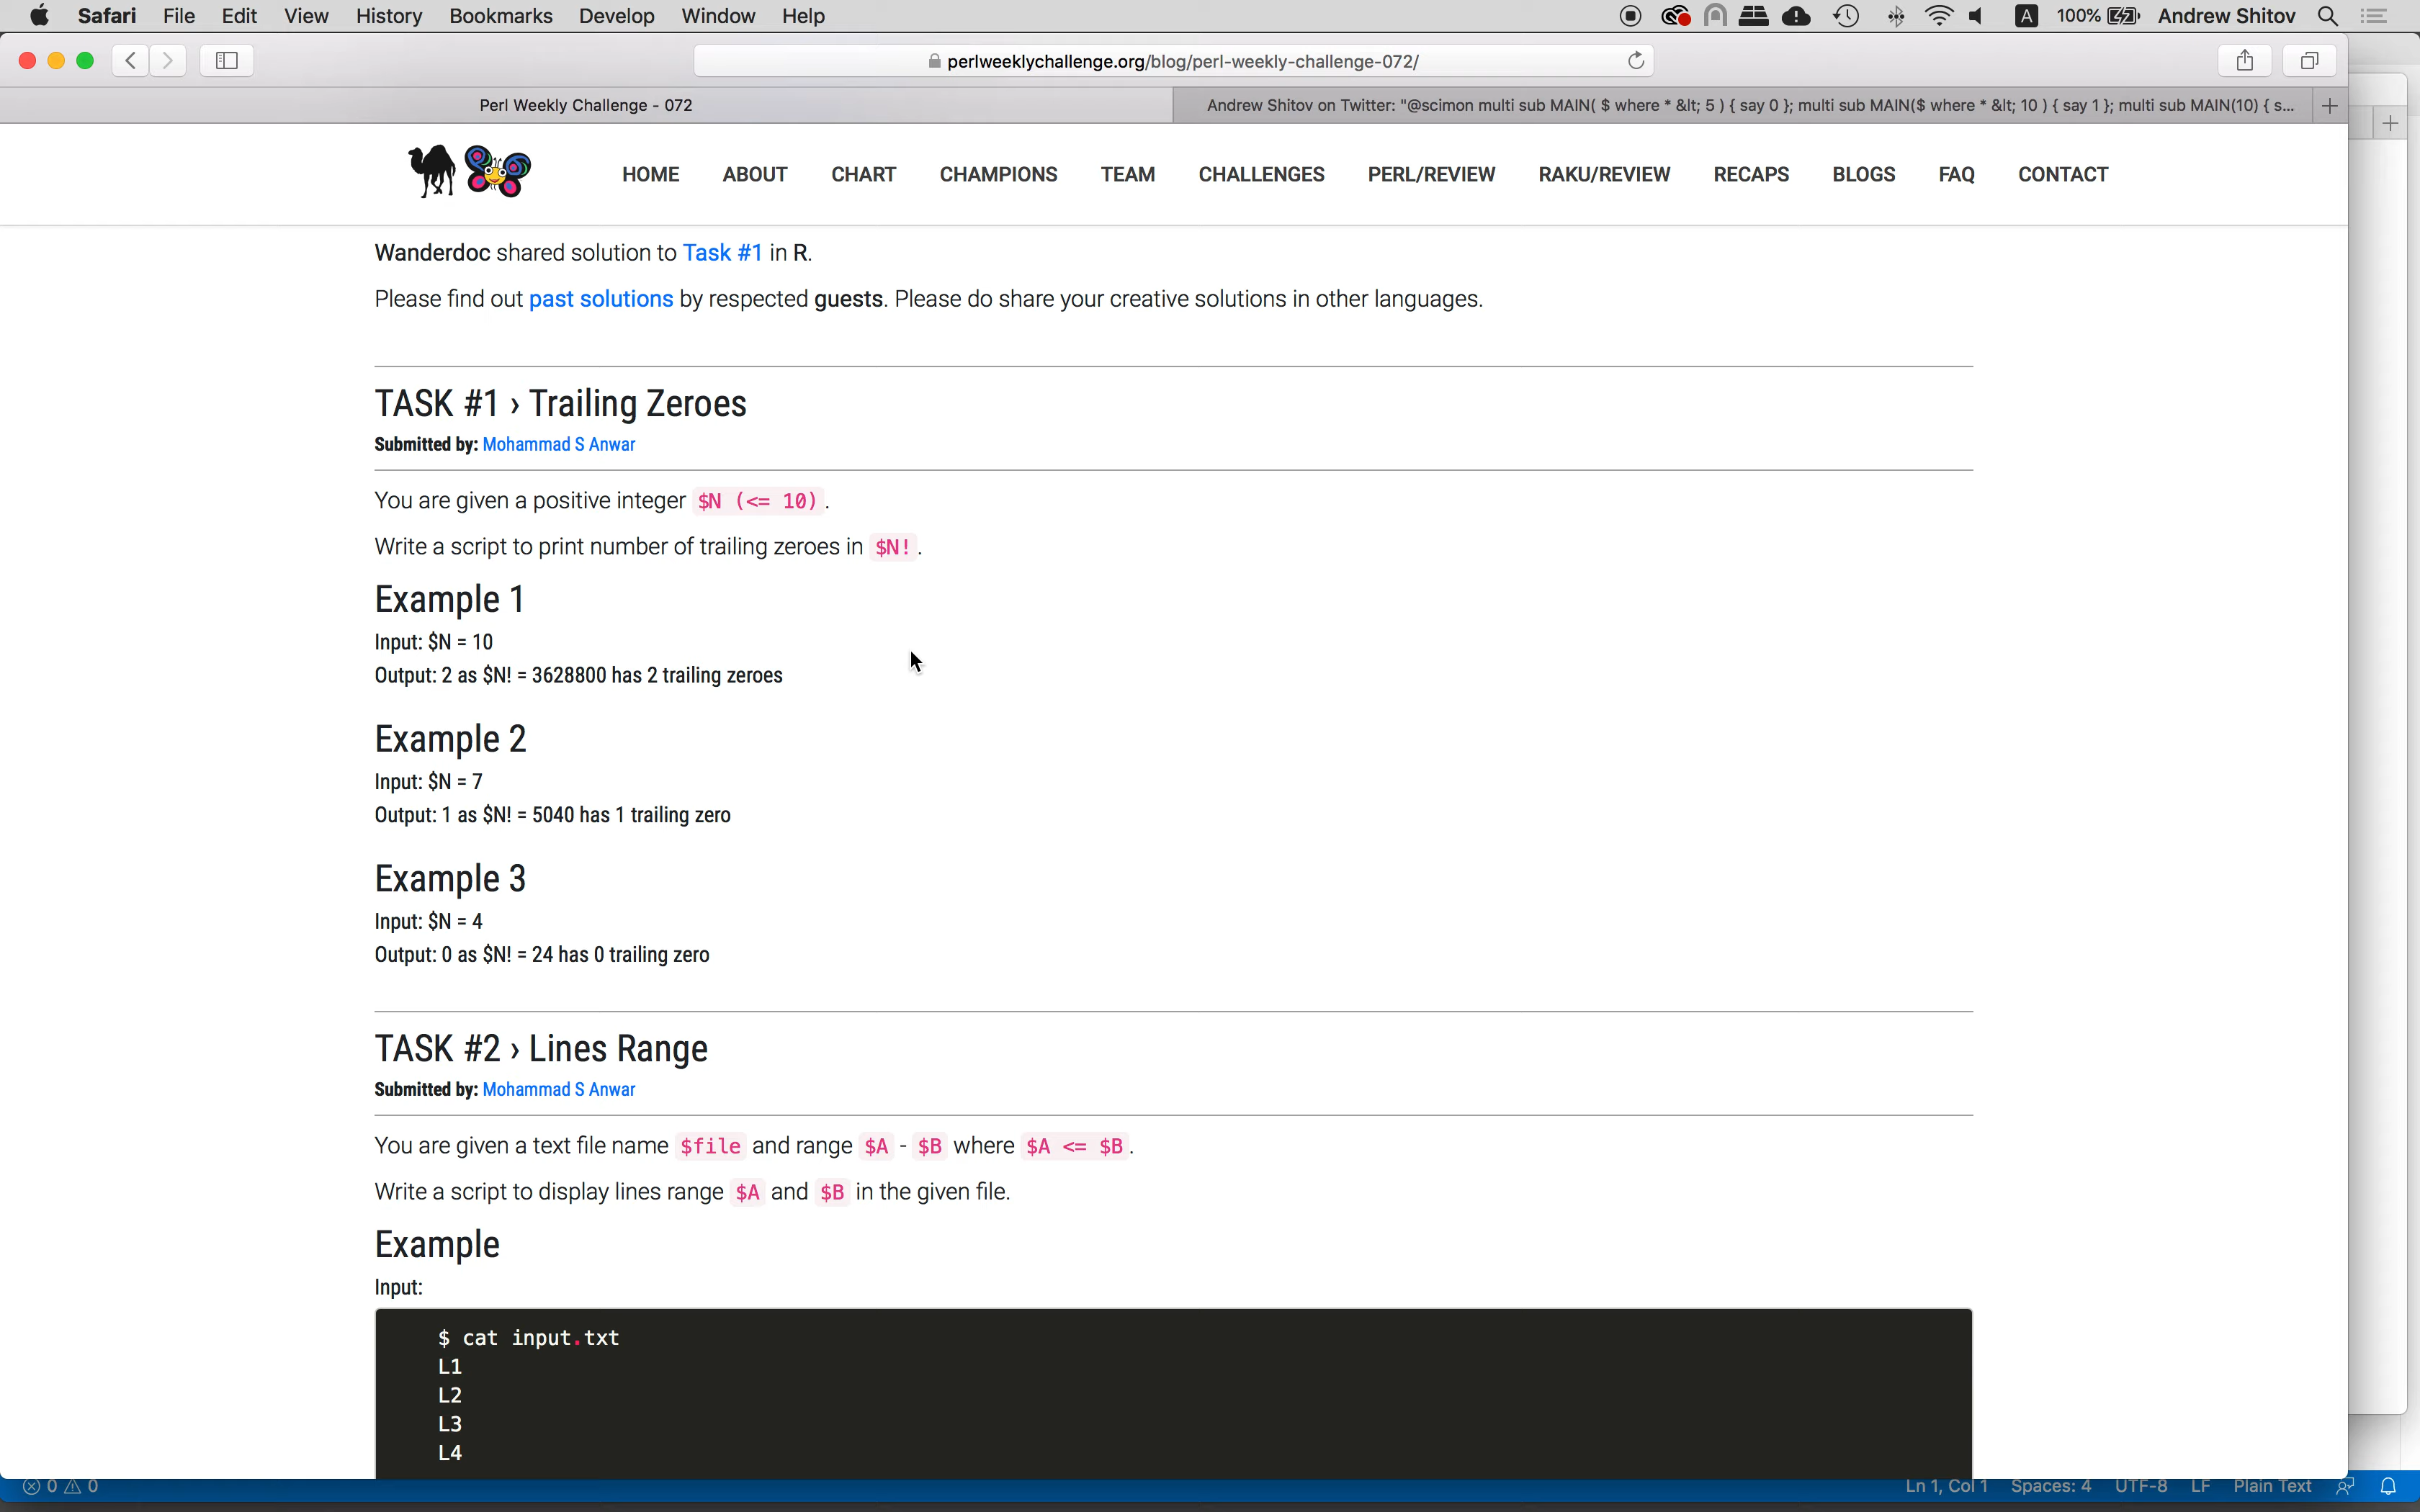 Safari File Edit View History Bookmarks Develop Window Help A 100% Andrew Shitov
perlweeklychallenge.org/blog/perl-weekly-challenge-072/
Perl Weekly Challenge - 072
Andrew Shitov on Twitter: "@scimon multi sub MAIN( $ where * &lt; 5 ) { say 0 }; multi sub MAIN($ where * &lt; 10 ) { say 1 }; multi sub MAIN(10) { s...
HOME ABOUT CHART CHAMPIONS TEAM CHALLENGES PERL/REVIEW RAKU/REVIEW RECAPS BLOGS FAQ CONTACT
Wanderdoc shared solution to Task #1 in R.
Please find out past solutions by respected guests. Please do share your creative solutions in other languages.
TASK #1 › Trailing Zeroes
Submitted by: Mohammad S Anwar
You are given a positive integer $N (<= 10).
Write a script to print number of trailing zeroes in $N!.
Example 1
Input: $N = 10
Output: 2 as $N! = 3628800 has 2 trailing zeroes
Example 2
Input: $N = 7
Output: 1 as $N! = 5040 has 1 trailing zero
Example 3
Input: $N = 4
Output: 0 as $N! = 24 has 0 trailing zero
TASK #2 › Lines Range
Submitted by: Mohammad S Anwar
You are given a text file name $file and range $A - $B where $A <= $B.
Write a script to display lines range $A and $B in the given file.
Example
Input:
$ cat input.txt
L1
L2
L3
L4
0 0 Ln 1, Col 1 Spaces: 4 UTF-8 LF Plain Text